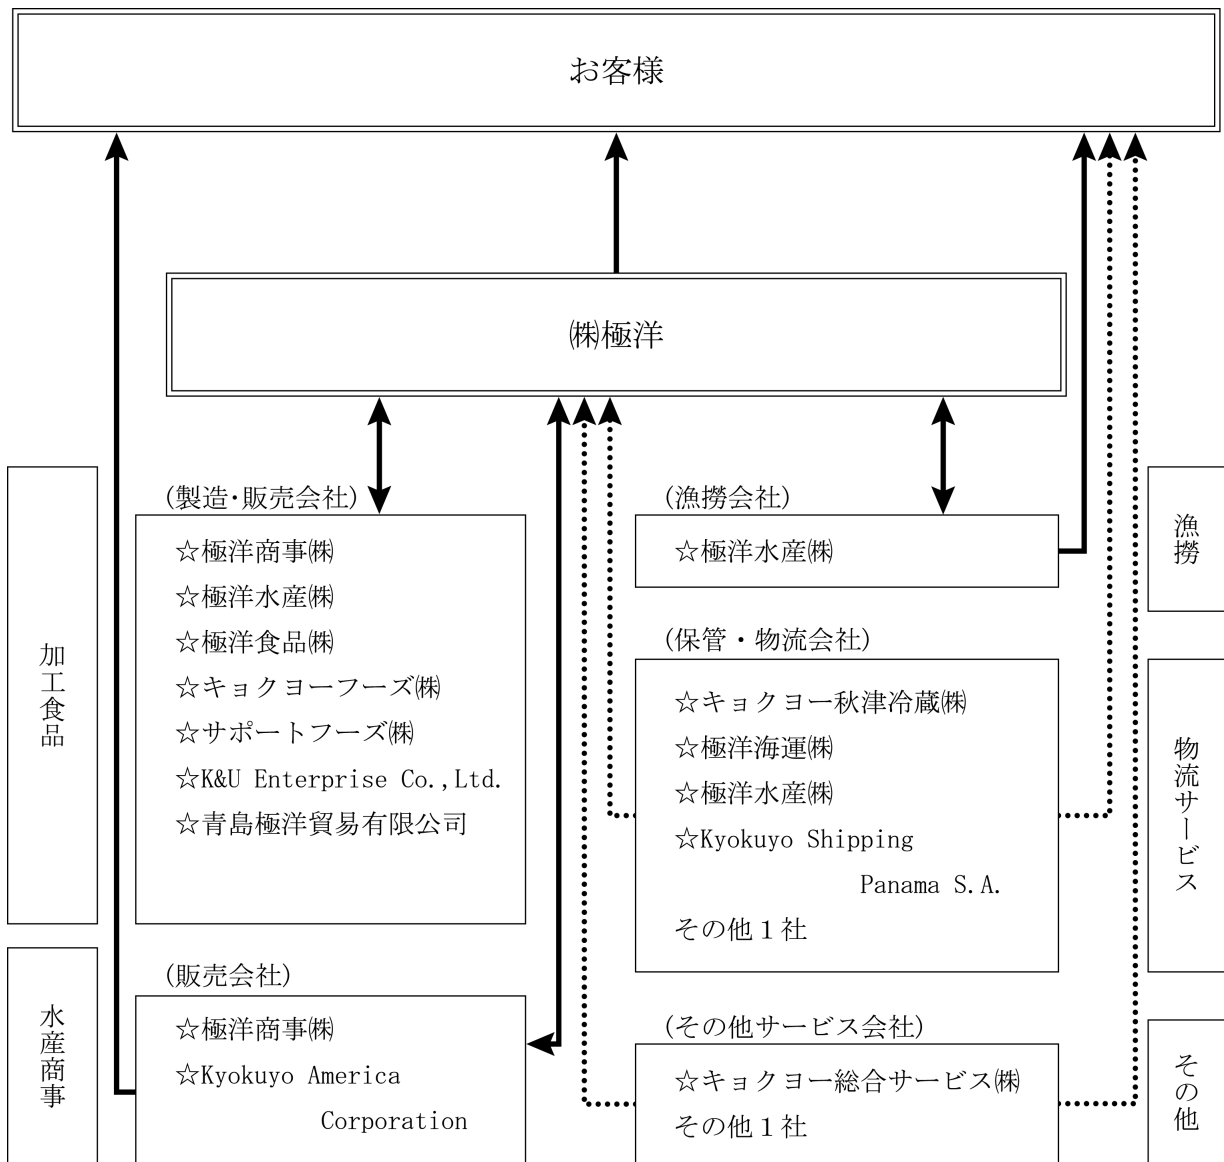 お客様
㈱極洋
加工食品
(製造・販売会社)
☆極洋商事㈱
☆極洋水産㈱
☆極洋食品㈱
☆キョクヨーフーズ㈱
☆サポートフーズ㈱
☆K&U Enterprise Co.,Ltd.
☆青島極洋貿易有限公司
水産商事
(販売会社)
☆極洋商事㈱
☆Kyokuyo America
Corporation
(漁撈会社)
☆極洋水産㈱
漁撈
(保管・物流会社)
☆キョクヨー秋津冷蔵㈱
☆極洋海運㈱
☆極洋水産㈱
☆Kyokuyo Shipping
Panama S.A.
その他１社
物流サービス
(その他サービス会社)
☆キョクヨー総合サービス㈱
その他１社
その他